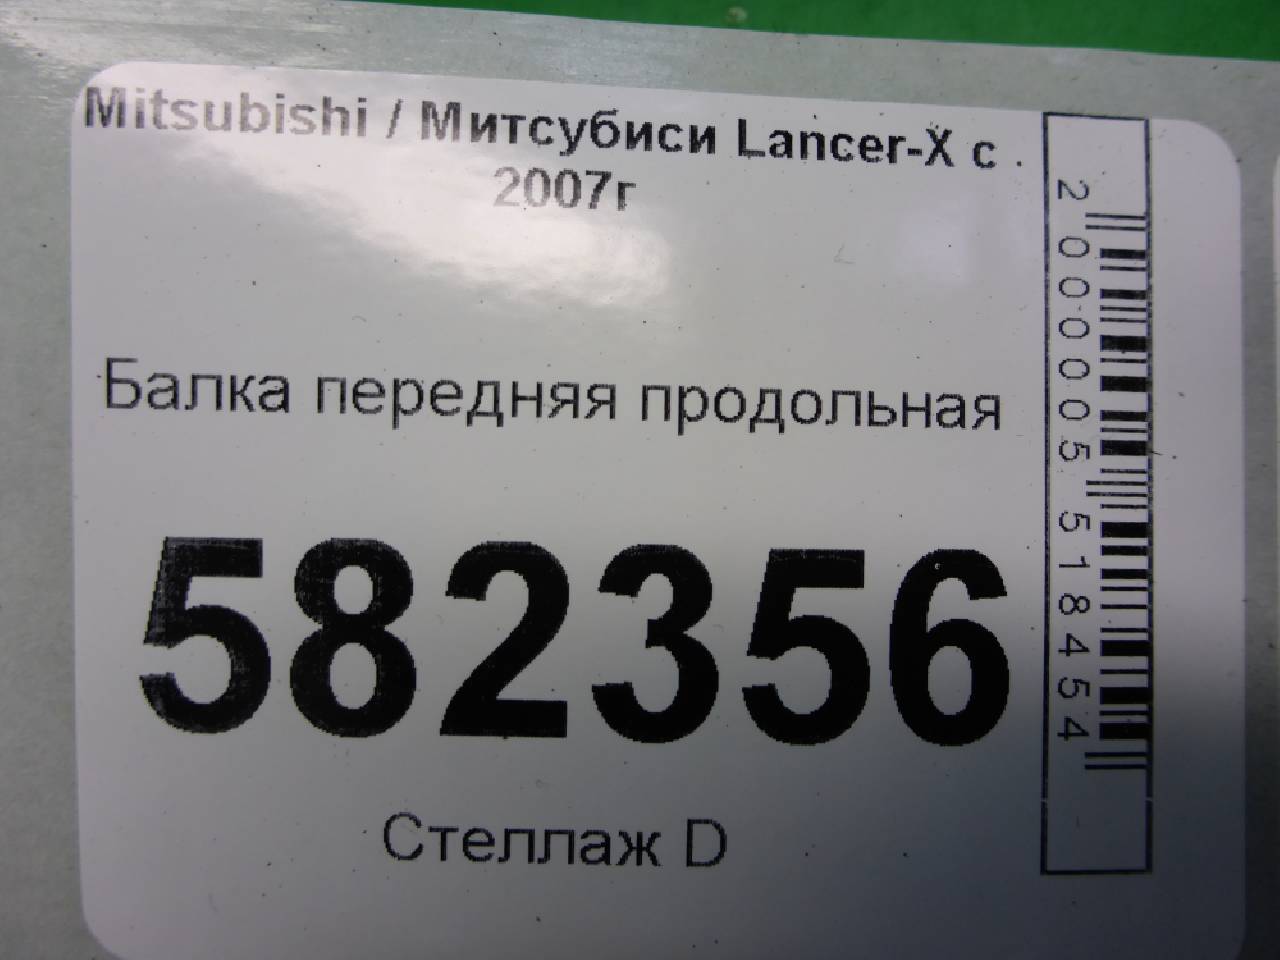 Mitsubishi / Митсубиси Lancer-X с
2007г
Балка передняя продольная
582356
Стеллаж D
2 000005 518454